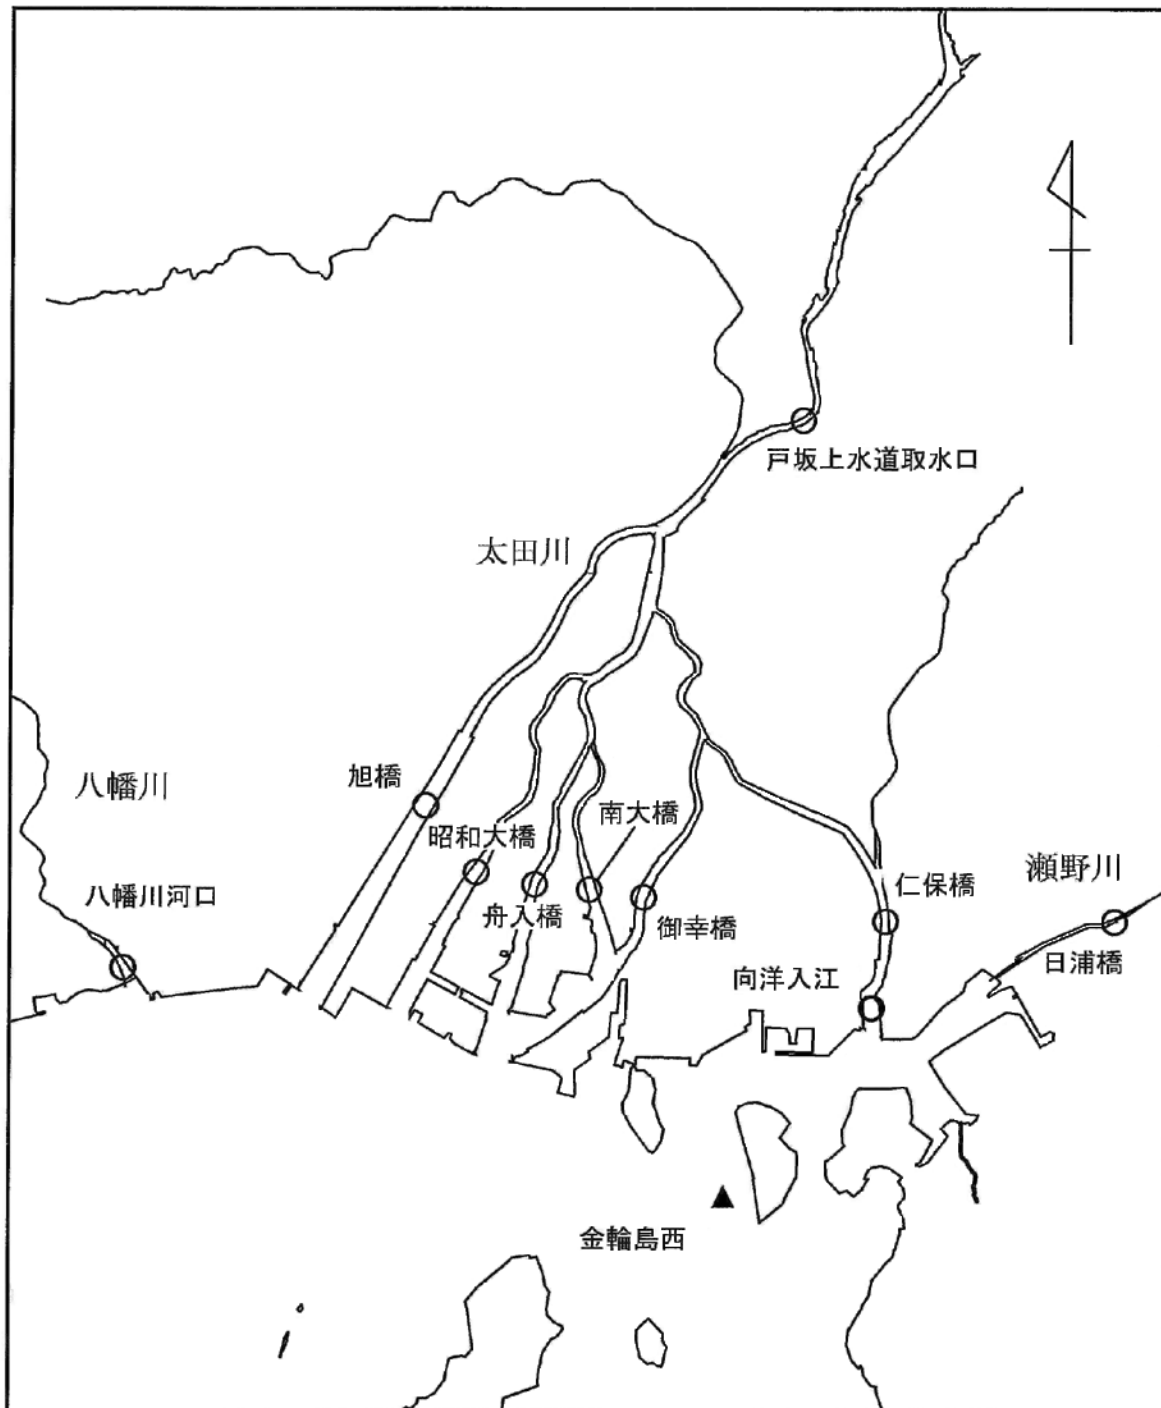 戸坂上水道取水口
太田川
八幡川
旭橋
南大橋
昭和大橋
瀬野川
八幡川河口
仁保橋
舟入橋
御幸橋
日浦橋
向洋入江
金輪島西